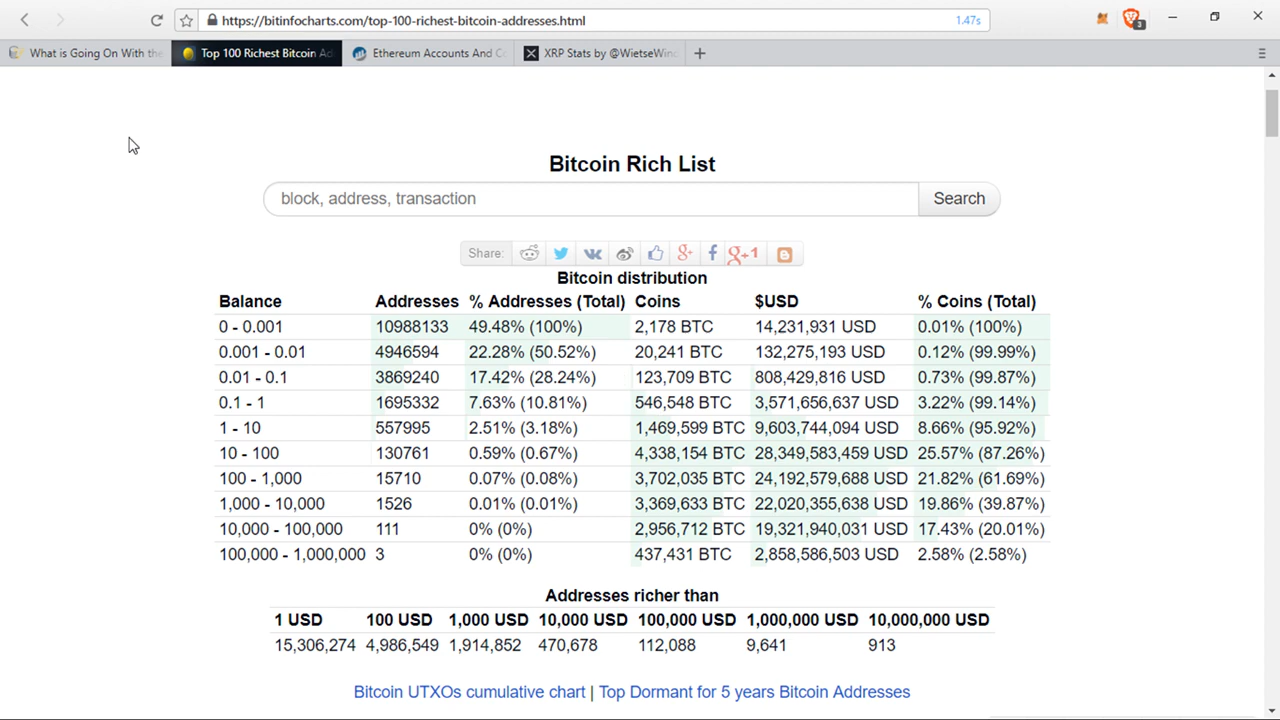 https://bitinfocharts.com/top-100-richest-bitcoin-addresses.html 1.47s 3
What is Going On With the Top 100 Richest Bitcoin Ad Ethereum Accounts And Co XRP Stats by @WietseWin
Bitcoin Rich List
block, address, transaction Search
Share: g+ f g+1
Bitcoin distribution
Balance Addresses % Addresses (Total) Coins $USD % Coins (Total)
0 - 0.001 10988133 49.48% (100%) 2,178 BTC 14,231,931 USD 0.01% (100%)
0.001 - 0.01 4946594 22.28% (50.52%) 20,241 BTC 132,275,193 USD 0.12% (99.99%)
0.01 - 0.1 3869240 17.42% (28.24%) 123,709 BTC 808,429,816 USD 0.73% (99.87%)
0.1 - 1 1695332 7.63% (10.81%) 546,548 BTC 3,571,656,637 USD 3.22% (99.14%)
1 - 10 557995 2.51% (3.18%) 1,469,599 BTC 9,603,744,094 USD 8.66% (95.92%)
10 - 100 130761 0.59% (0.67%) 4,338,154 BTC 28,349,583,459 USD 25.57% (87.26%)
100 - 1,000 15710 0.07% (0.08%) 3,702,035 BTC 24,192,579,688 USD 21.82% (61.69%)
1,000 - 10,000 1526 0.01% (0.01%) 3,369,633 BTC 22,020,355,638 USD 19.86% (39.87%)
10,000 - 100,000 111 0% (0%) 2,956,712 BTC 19,321,940,031 USD 17.43% (20.01%)
100,000 - 1,000,000 3 0% (0%) 437,431 BTC 2,858,586,503 USD 2.58% (2.58%)
Addresses richer than
1 USD 100 USD 1,000 USD 10,000 USD 100,000 USD 1,000,000 USD 10,000,000 USD
15,306,274 4,986,549 1,914,852 470,678 112,088 9,641 913
Bitcoin UTXOs cumulative chart | Top Dormant for 5 years Bitcoin Addresses